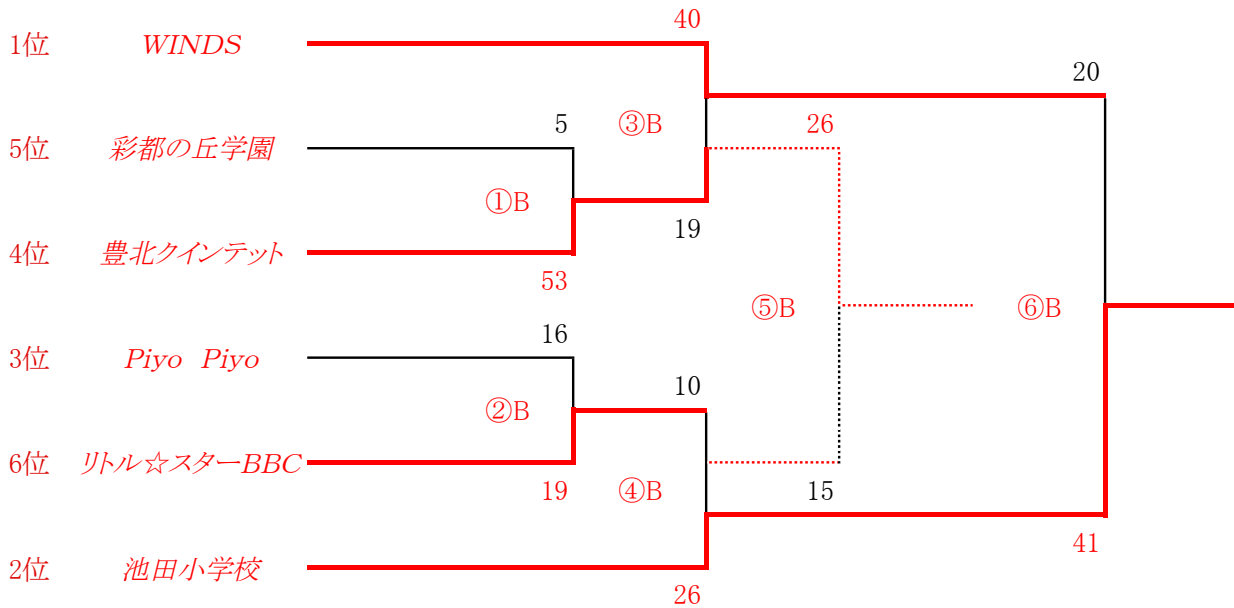 40
1位 WINDS
20
5 ③B 26
5位 彩都の丘学園
①B
19
4位 豊北クインテット
53
⑤B ⑥B
16
3位 Piyo Piyo
10
②B
6位 リトル☆スターBBC
19 ④B 15
41
2位 池田小学校
26